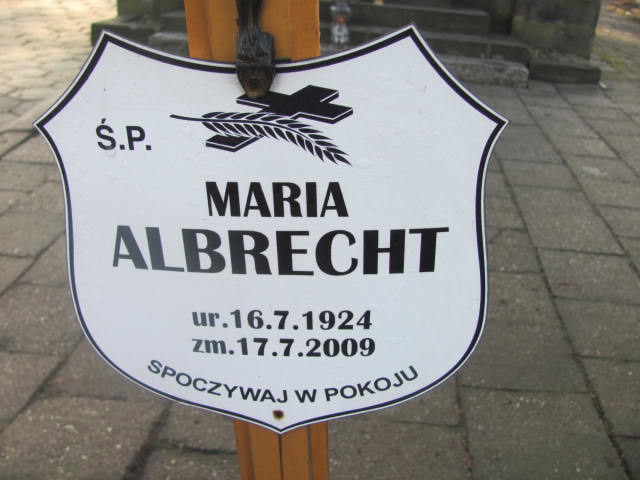 Ś.P.
MARIA
ALBRECHT
ur.16.7.1924
zm.17.7.2009
SPOCZYWAJ W POKOJU